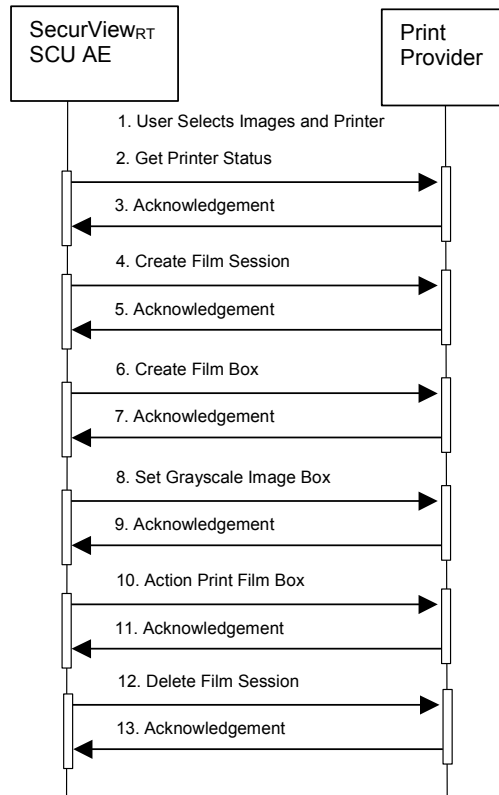 SecurViewRT
SCU AE
Print
Provider
1. User Selects Images and Printer
2. Get Printer Status
3. Acknowledgement
4. Create Film Session
5. Acknowledgement
6. Create Film Box
7. Acknowledgement
8. Set Grayscale Image Box
9. Acknowledgement
10. Action Print Film Box
11. Acknowledgement
12. Delete Film Session
13. Acknowledgement